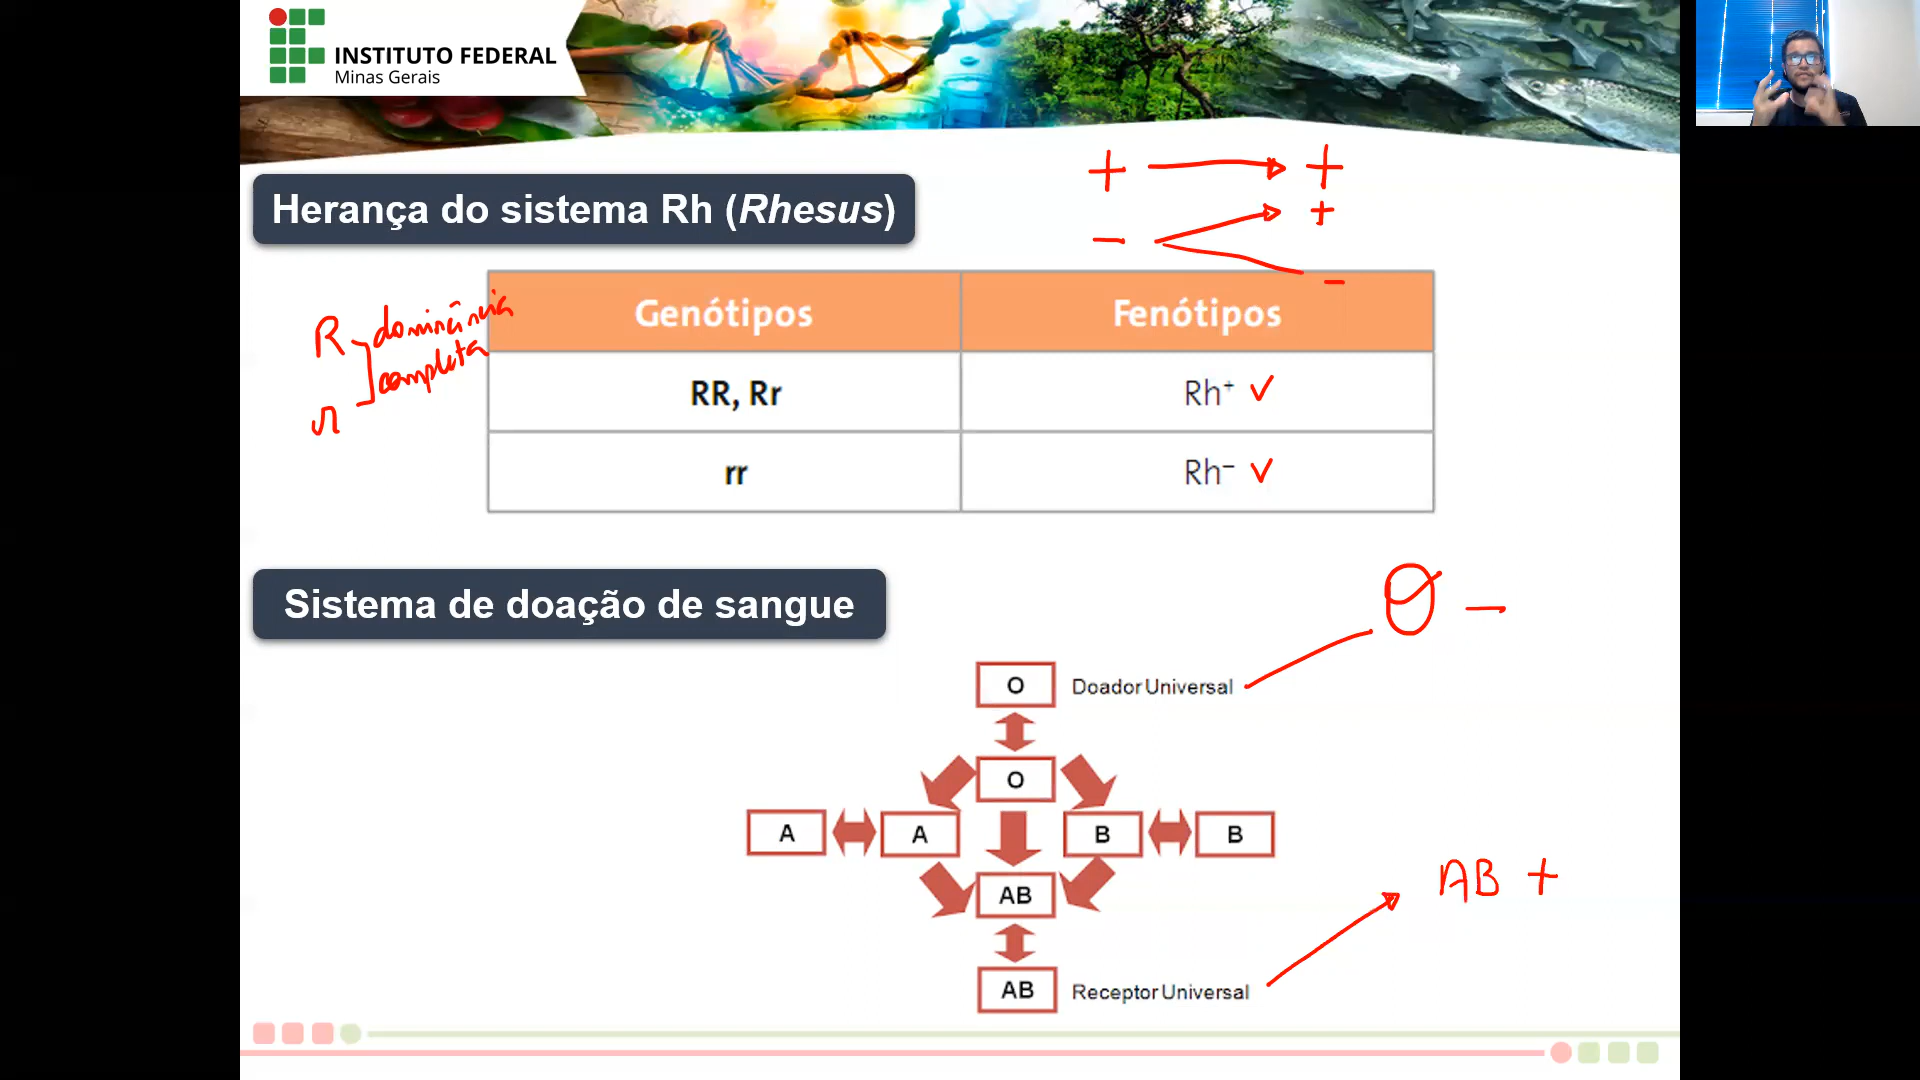 INSTITUTO FEDERAL
Minas Gerais
+ +
Herança do sistema Rh (Rhesus)
- +
-
R dominância
completa
r
Genótipos Fenótipos
RR, Rr Rh⁺ ✓
rr Rh⁻ ✓
Sistema de doação de sangue
O -
O Doador Universal
O
A A B B
AB
AB +
AB Receptor Universal